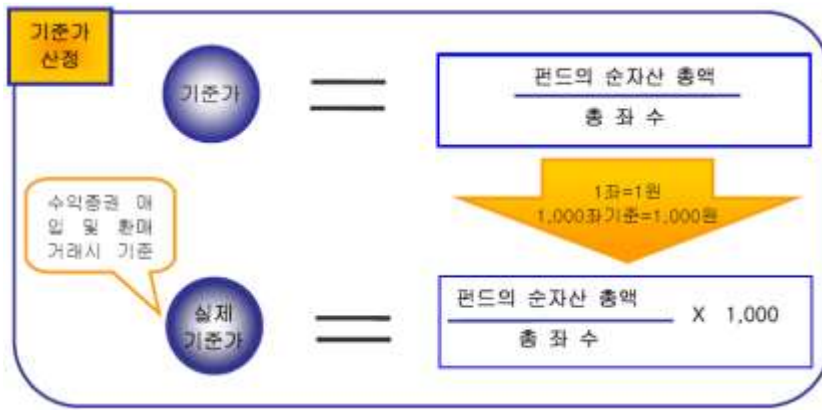 기준가
산정
기준가
펀드의 순자산 총액
총 좌 수
1좌=1원
1,000좌기준=1,000원
수익증권 매
입 및 환매
거래시 기준
실제
기준가
펀드의 순자산 총액
총 좌 수
X 1,000